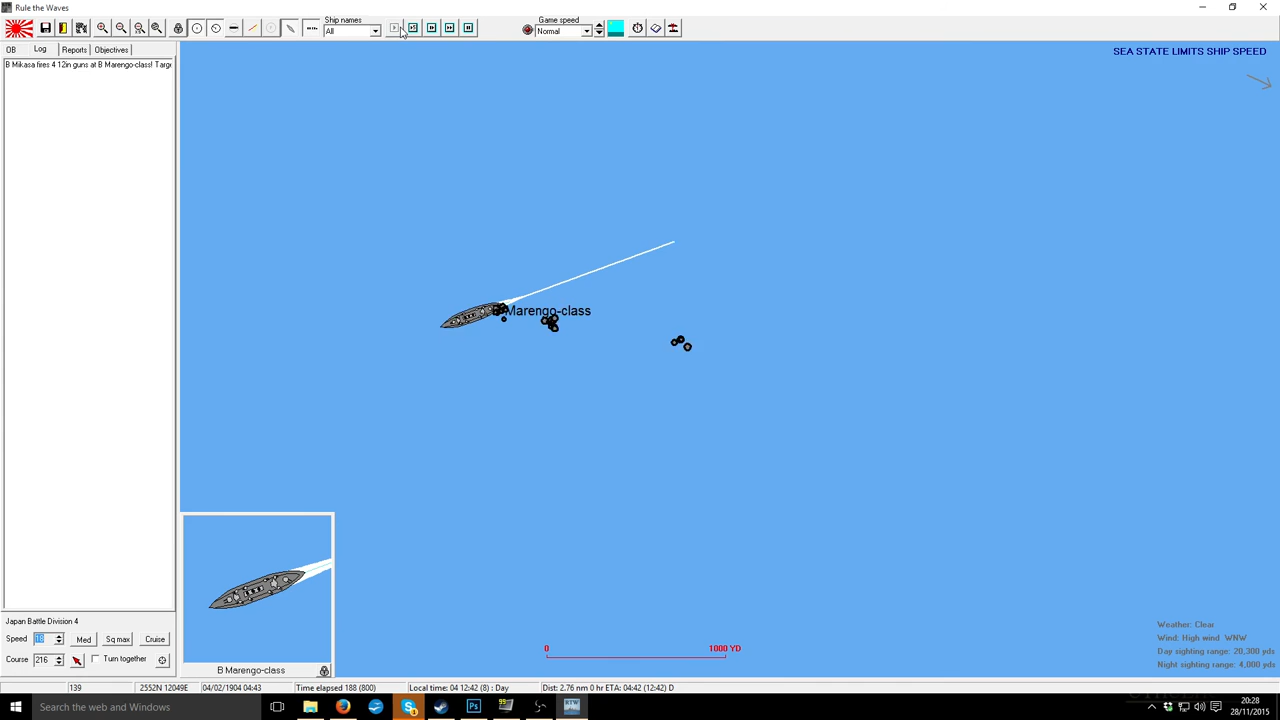 Rule the Waves
Ship names
All
Game speed
Normal
OB
Log
Reports
Objectives
B Mikasa fires 4 12in guns at B Marengo-class! Targe
SEA STATE LIMITS SHIP SPEED
B Marengo-class
B Marengo-class
Japan Battle Division 4
Speed
18
Med
Sq max
Cruise
Course
216
Turn together
0
1000 YD
Weather: Clear
Wind: High wind WNW
Day sighting range: 20,300 yds
Night sighting range: 4,000 yds
139
2552N 12049E
04/02/1904 04:43
Time elapsed 188 (800)
Local time: 04 12:42 (8) : Day
Dist: 2.76 nm 0 hr ETA: 04:42 (12:42) D
Search the web and Windows
20:28
28/11/2015